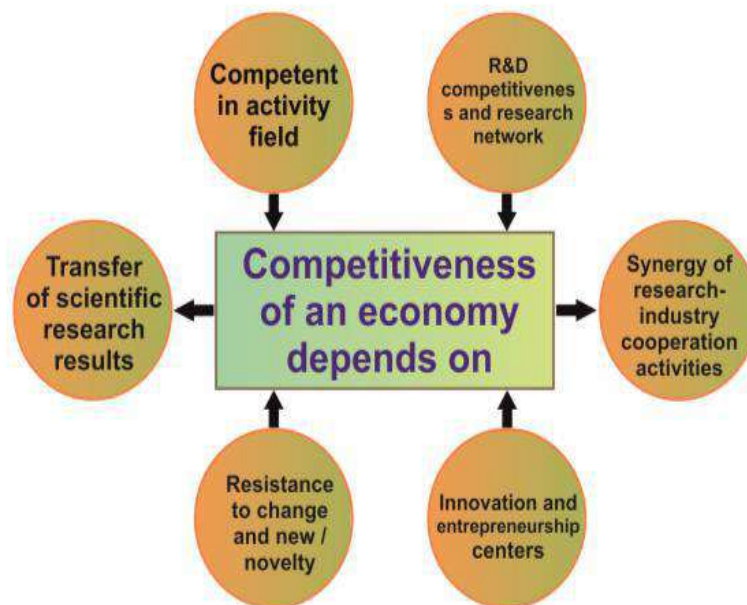 Competent
in activity
field
R&D
competitivenes
s and research
network
Transfer
of scientific
research
results
Competitiveness
of an economy
depends on
Synergy of
research-
industry
cooperation
activities
Resistance
to change
and new /
novelty
Innovation and
entrepreneurship
centers